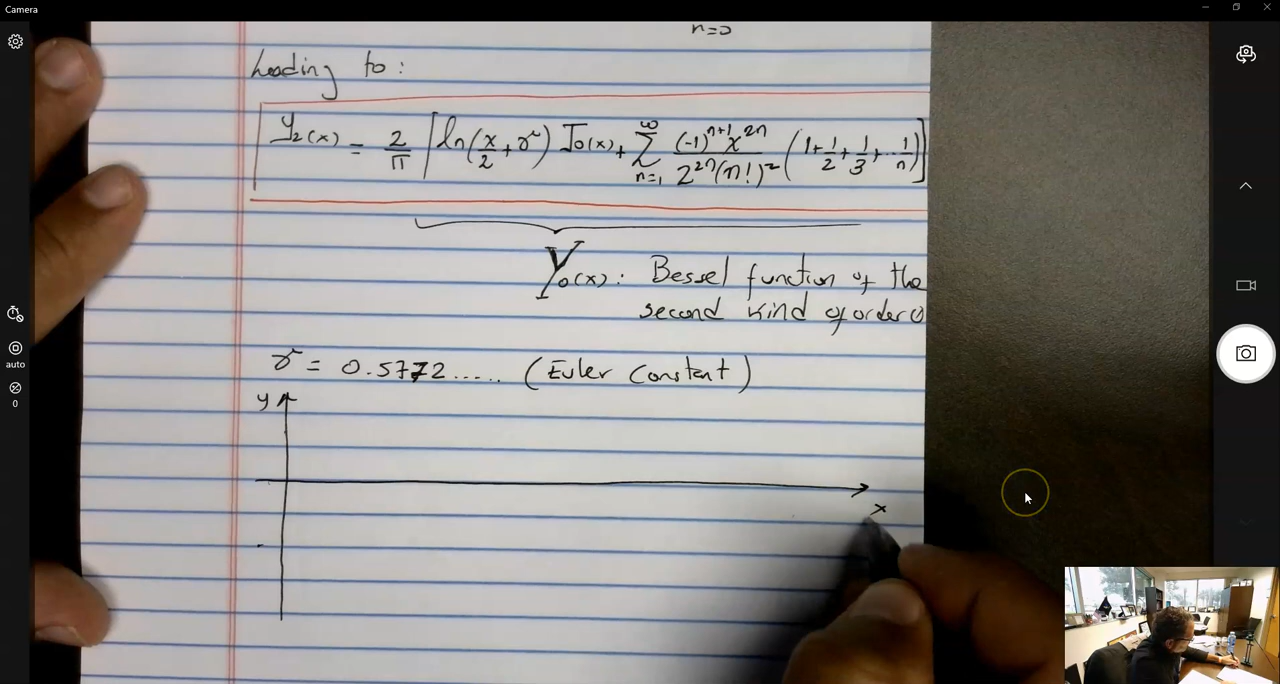 Camera
n=0
Leading to:
y₂(x) = 2/π [ln(x/2 + γ) J₀(x) + ∑_{n=1}^{∞} (-1)^{n+1} x^{2n} / 2^{2n}(n!)² (1 + 1/2 + 1/3 + .. 1/n)]
Y₀(x): Bessel function of the
second kind of order 0
γ = 0.5772..... (Euler Constant)
y
x
auto
0